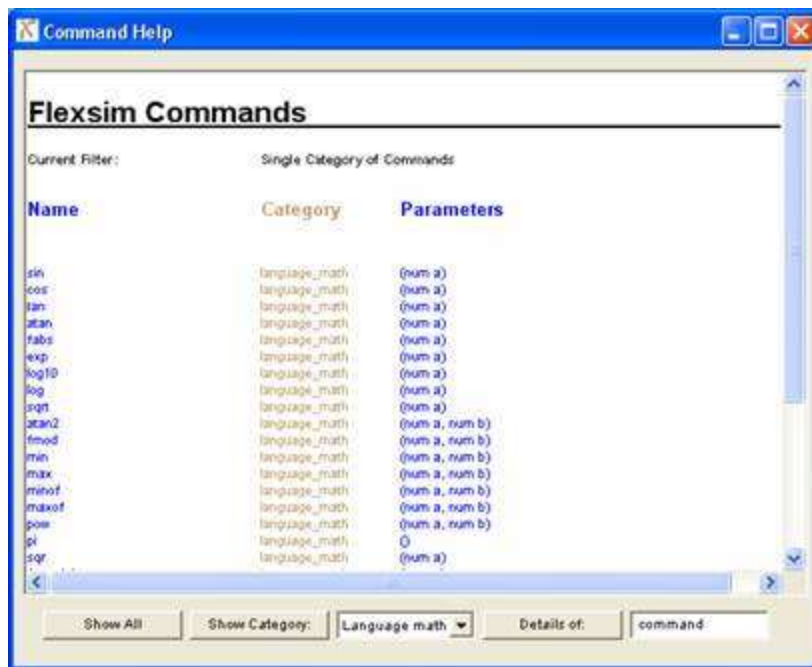 Command Help
Flexsim Commands
Current Filter: Single Category of Commands
Name Category Parameters
sin language_math (num a)
cos language_math (num a)
tan language_math (num a)
atan language_math (num a)
fabs language_math (num a)
exp language_math (num a)
log10 language_math (num a)
log language_math (num a)
sqrt language_math (num a)
atan2 language_math (num a, num b)
fmod language_math (num a, num b)
min language_math (num a, num b)
max language_math (num a, num b)
minof language_math (num a, num b)
maxof language_math (num a, num b)
pow language_math (num a, num b)
pi language_math ()
sqr language_math (num a)
Show All Show Category: Language math Details of: command